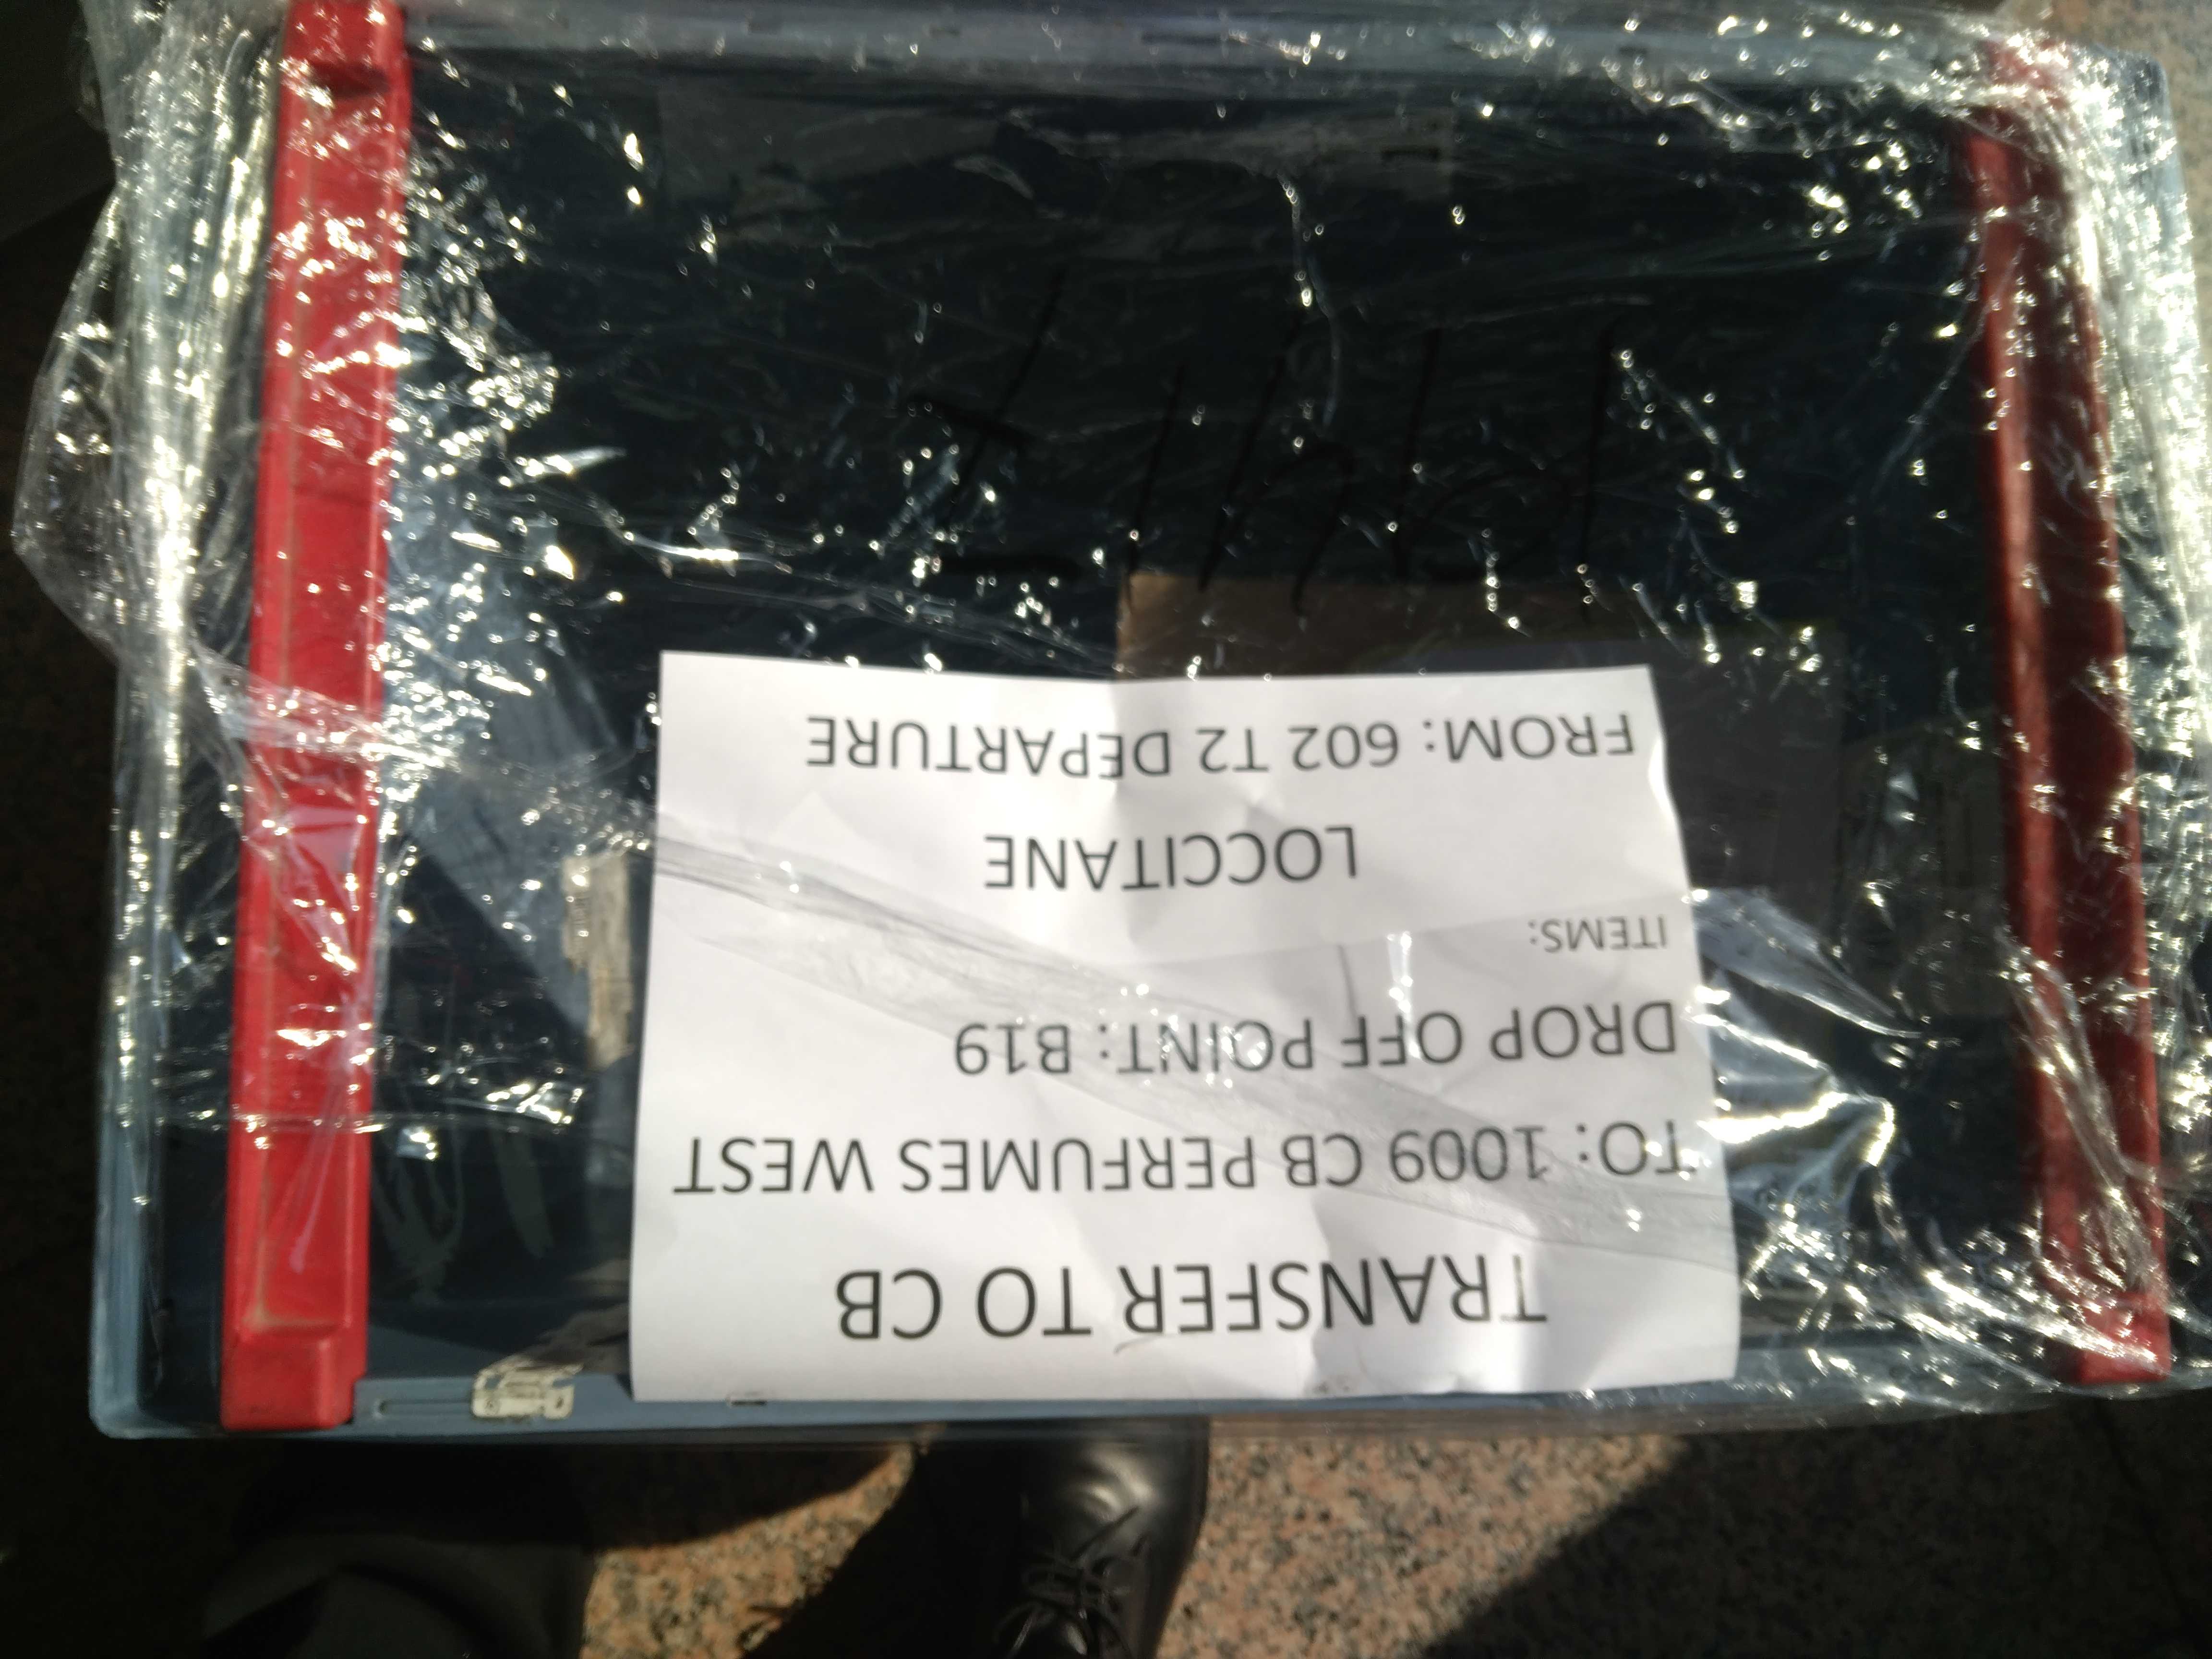 TRANSFER TO CB
TO: 1009 CB PERFUMES WEST
DROP OFF POINT: B19
ITEMS:
LOCCITANE
FROM: 602 T2 DEPARTURE